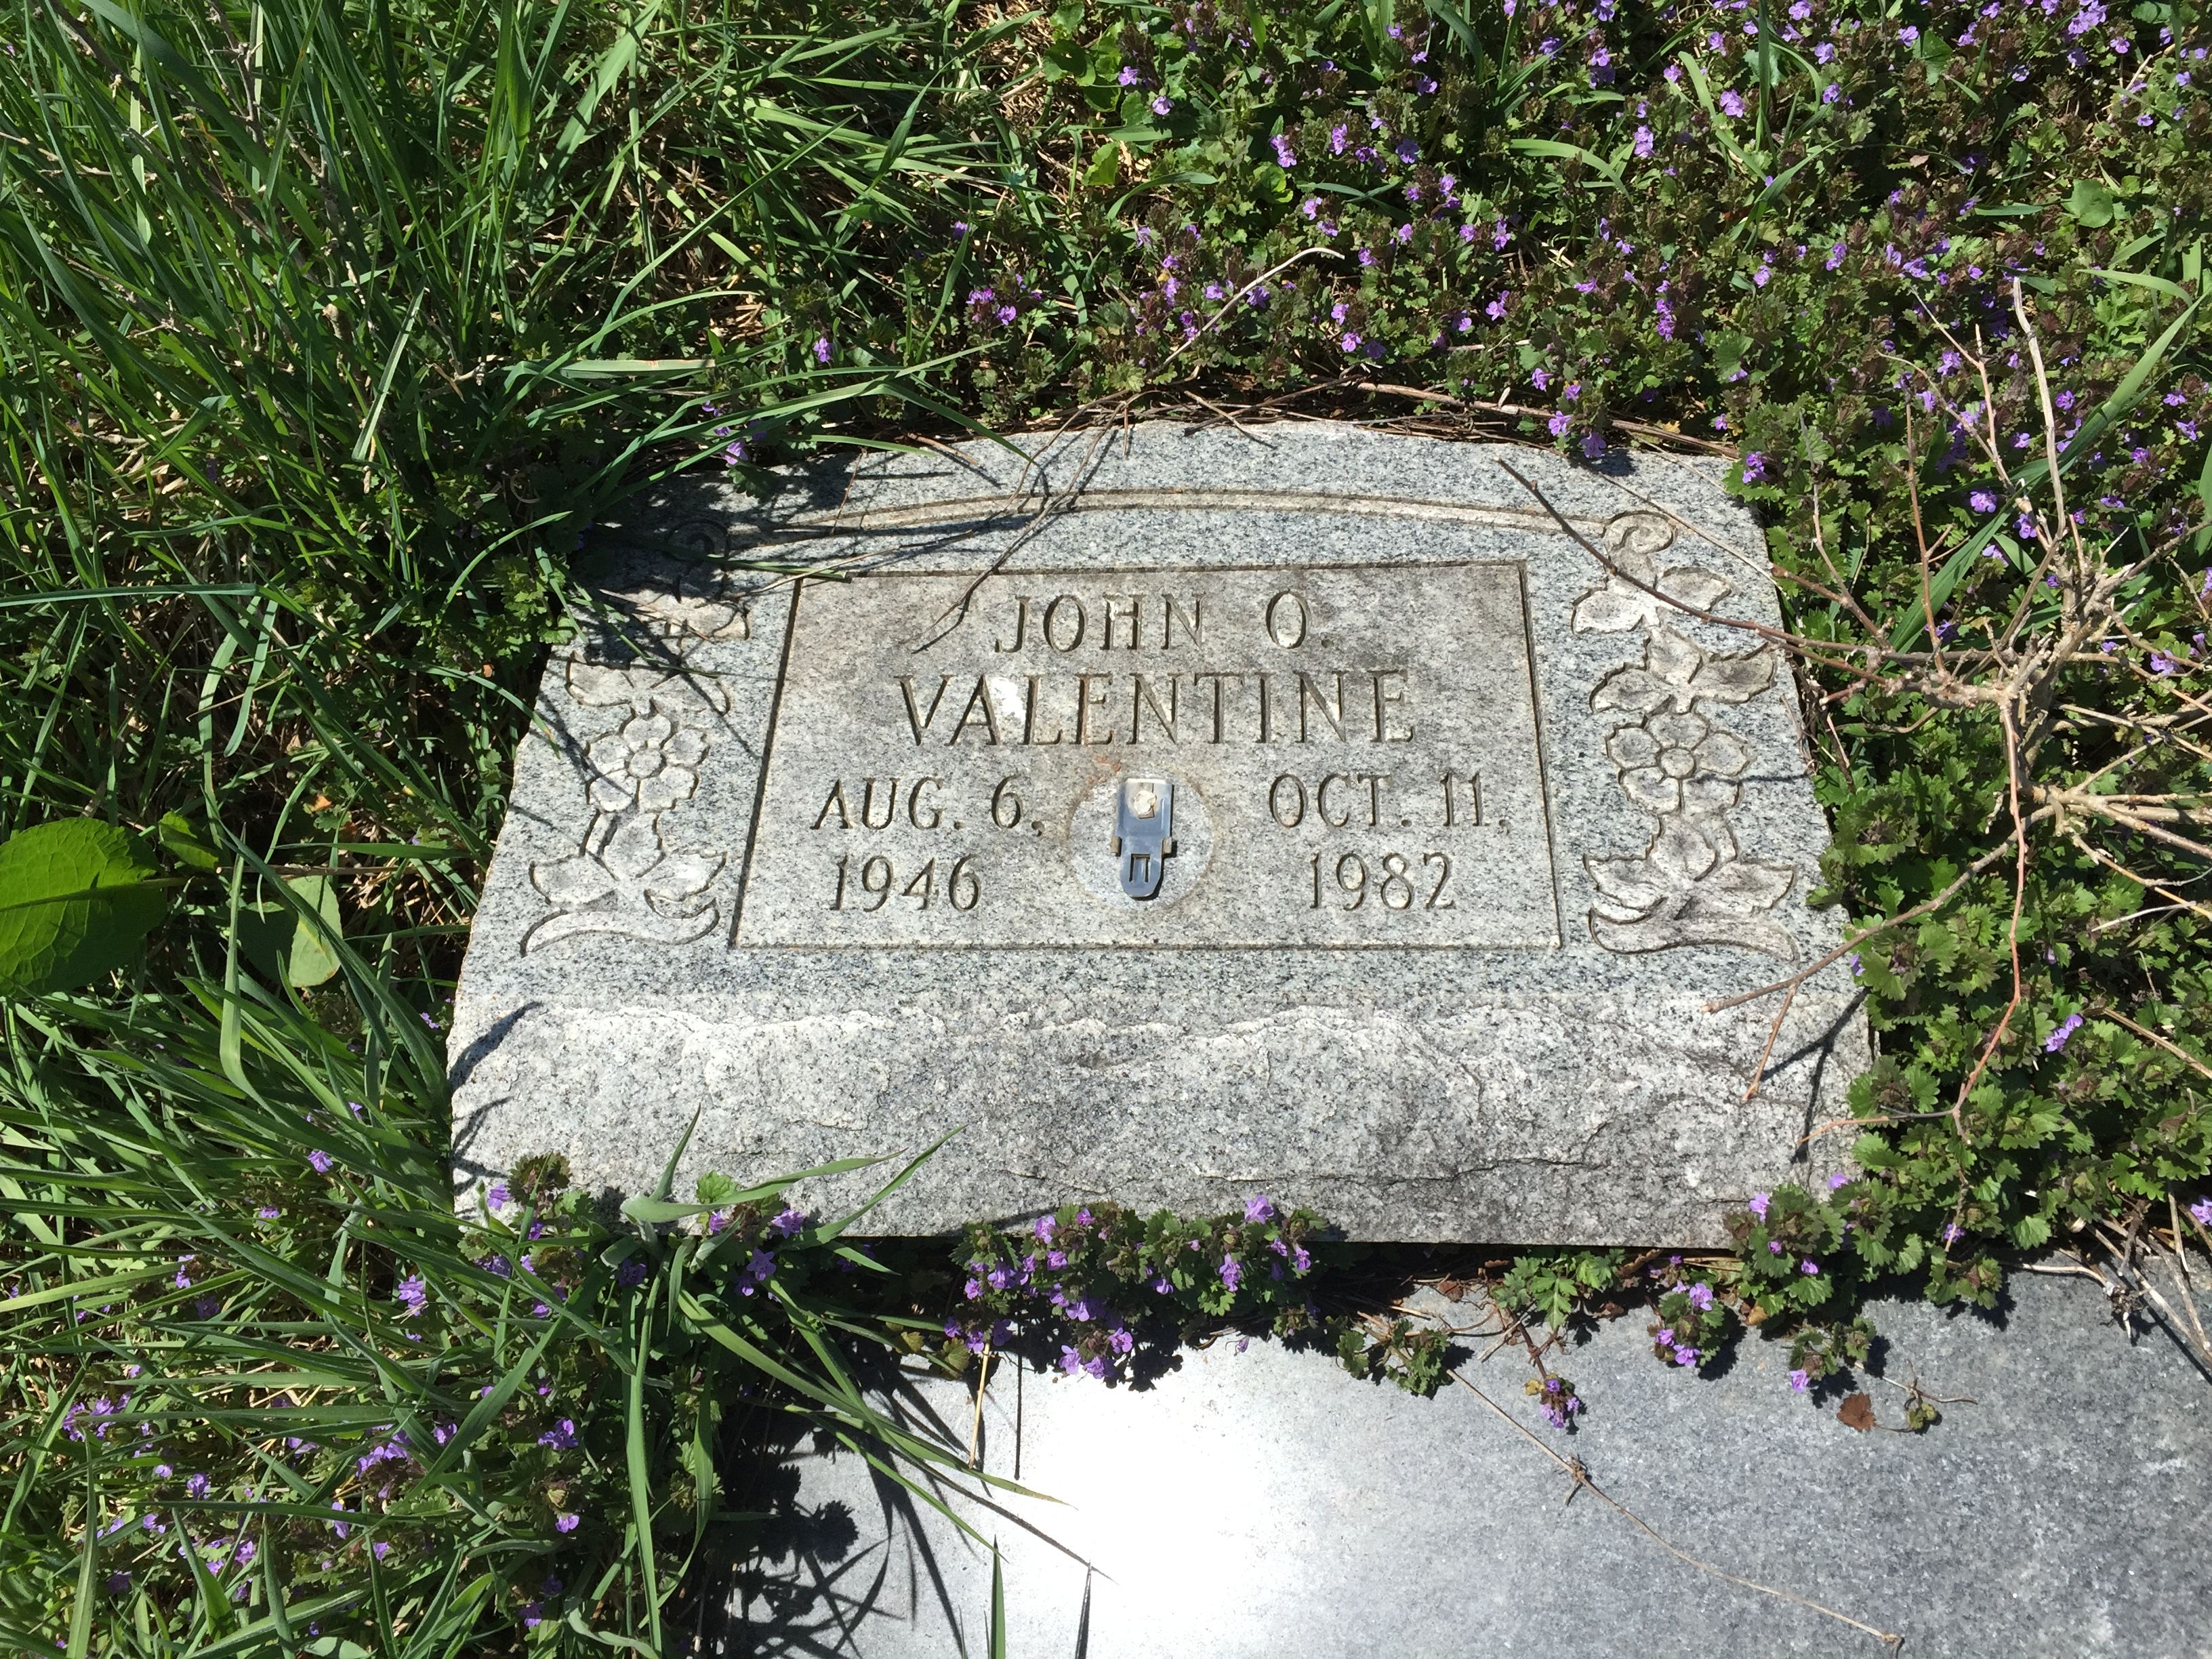 JOHN O.
VALENTINE
AUG. 6, OCT. 11,
1946 1982